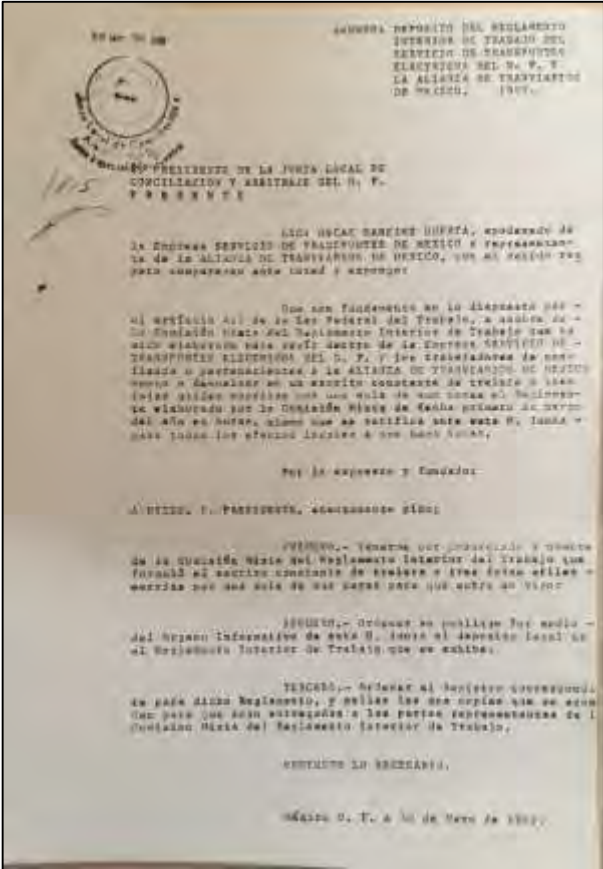 ASUNTO: DEPOSITO DEL REGLAMENTO
INTERIOR DE TRABAJO DEL
SERVICIO DE TRANSPORTES
ELECTRICOS DEL D. F. Y
LA ALIANZA DE TRANVIARIOS
DE MEXICO.
PRESIDENTE DE LA JUNTA LOCAL DE
CONCILIACION Y ARBITRAJE DEL D. F.
P R E S E N T E
LIC. OSCAR RAMIREZ HUERTA, apoderado de
la Empresa SERVICIO DE TRANSPORTES DE MEXICO y representan-
te de la ALIANZA DE TRANVIARIOS DE MEXICO, con el debido res
peto comparezco ante usted y expongo:
Que con fundamento en lo dispuesto por -
el artículo de la Ley Federal del Trabajo, a nombre de -
la Comisión Mixta del Reglamento Interior de Trabajo que ha
sido elaborado para regir dentro de la Empresa SERVICIO DE -
TRANSPORTES ELECTRICOS DEL D. F. y los trabajadores de
pertenecientes a la ALIANZA DE TRANVIARIOS DE MEXICO
vengo a depositar en un escrito constante de treinta y tres
fojas útiles escritas por una sola de sus caras el Reglamen-
to elaborado por la Comisión Mixta de fecha primero de
del año en curso, mismo que se ratifica ante esta H. Junta -
para todos los efectos legales a que haya lugar.
Por lo expuesto y fundado:
A USTED, C. PRESIDENTE, atentamente pido:
PRIMERO.- Tenerme por presentado a nombre
de la Comisión Mixta del Reglamento Interior del Trabajo que
formuló el escrito constante de treinta y tres fojas útiles -
escritas por una sola de sus caras para que entre en vigor
SEGUNDO.- Ordenar se publique por medio -
del Organo Informativo de esta H. Junta el depósito legal de
el Reglamento Interior de Trabajo que se exhibe.
TERCERO.- Ordenar el Registro
te para dicho Reglamento, y sellar las dos copias que se
ñan para que sean entregadas a las partes representantes de l
Comisión Mixta del Reglamento Interior de Trabajo.
PROTESTO LO NECESARIO.
México D. F. a de de